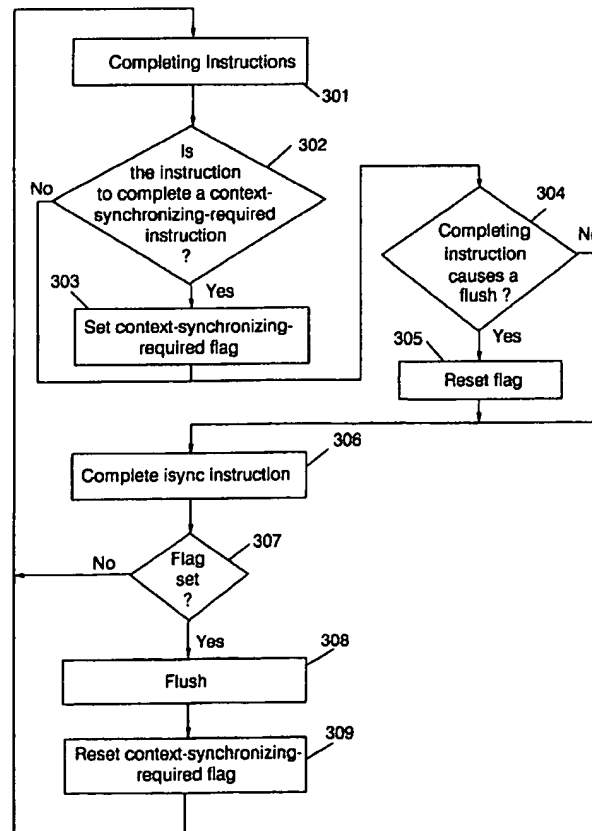 Completing Instructions
301
Is
the instruction
to complete a context-
synchronizing-required
instruction
?
302
No
Yes
303
Set context-synchronizing-
required flag
304
Completing
instruction
causes a
flush ?
No
Yes
305
Reset flag
306
Complete isync instruction
307
Flag
set
?
No
Yes
308
Flush
309
Reset context-synchronizing-
required flag